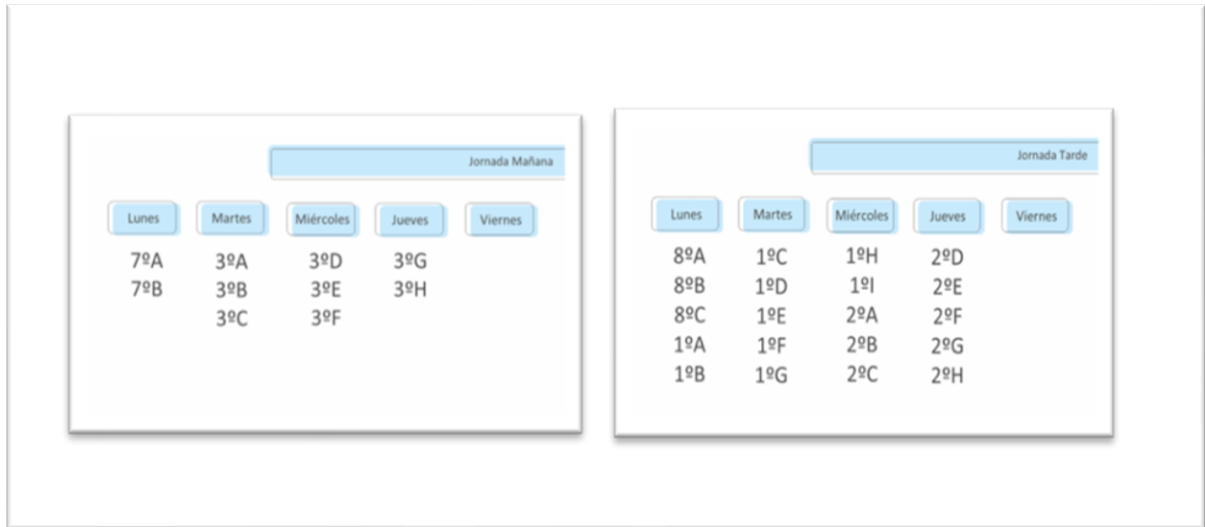 Jornada Mañana
Lunes Martes Miércoles Jueves Viernes
7ºA 3ºA 3ºD 3ºG
7ºB 3ºB 3ºE 3ºH
3ºC 3ºF
Jornada Tarde
Lunes Martes Miércoles Jueves Viernes
8ºA 1ºC 1ºH 2ºD
8ºB 1ºD 1ºI 2ºE
8ºC 1ºE 2ºA 2ºF
1ºA 1ºF 2ºB 2ºG
1ºB 1ºG 2ºC 2ºH